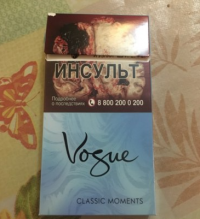 ИНСУЛЬТ
Подробнее
о последствиях
8 800 200 0 200
Vogue
CLASSIC MOMENTS